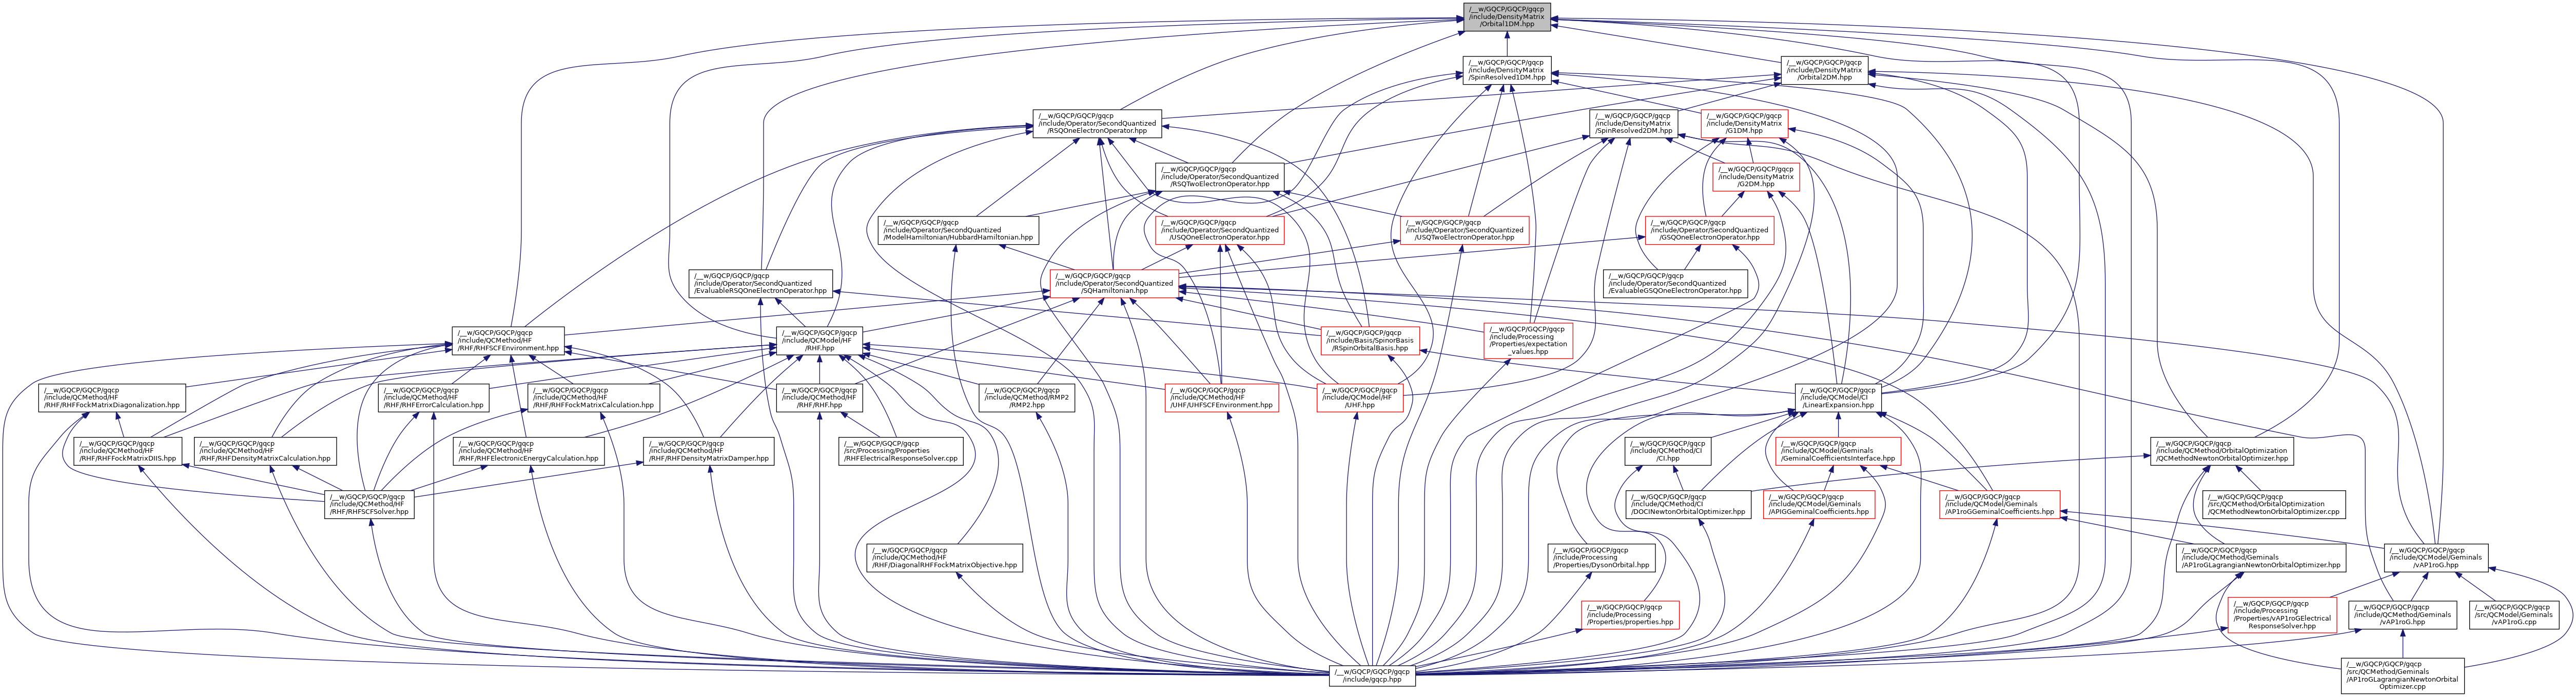 /__w/GQCP/GQCP/gqcp
/include/DensityMatrix
/Orbital1DM.hpp
/__w/GQCP/GQCP/gqcp
/include/DensityMatrix
/SpinResolved1DM.hpp
/__w/GQCP/GQCP/gqcp
/include/DensityMatrix
/Orbital2DM.hpp
/__w/GQCP/GQCP/gqcp
/include/Operator/SecondQuantized
/RSQOneElectronOperator.hpp
/__w/GQCP/GQCP/gqcp
/include/DensityMatrix
/SpinResolved2DM.hpp
/__w/GQCP/GQCP/gqcp
/include/DensityMatrix
/G1DM.hpp
/__w/GQCP/GQCP/gqcp
/include/Operator/SecondQuantized
/RSQTwoElectronOperator.hpp
/__w/GQCP/GQCP/gqcp
/include/DensityMatrix
/G2DM.hpp
/__w/GQCP/GQCP/gqcp
/include/Operator/SecondQuantized
/ModelHamiltonian/HubbardHamiltonian.hpp
/__w/GQCP/GQCP/gqcp
/include/Operator/SecondQuantized
/USQOneElectronOperator.hpp
/__w/GQCP/GQCP/gqcp
/include/Operator/SecondQuantized
/USQTwoElectronOperator.hpp
/__w/GQCP/GQCP/gqcp
/include/Operator/SecondQuantized
/GSQOneElectronOperator.hpp
/__w/GQCP/GQCP/gqcp
/include/Operator/SecondQuantized
/EvaluableRSQOneElectronOperator.hpp
/__w/GQCP/GQCP/gqcp
/include/Operator/SecondQuantized
/SQHamiltonian.hpp
/__w/GQCP/GQCP/gqcp
/include/Operator/SecondQuantized
/EvaluableGSQOneElectronOperator.hpp
/__w/GQCP/GQCP/gqcp
/include/QCMethod/HF
/RHF/RHFSCFEnvironment.hpp
/__w/GQCP/GQCP/gqcp
/include/QCModel/HF
/RHF.hpp
/__w/GQCP/GQCP/gqcp
/include/Basis/SpinorBasis
/RSpinOrbitalBasis.hpp
/__w/GQCP/GQCP/gqcp
/include/Processing
/Properties/expectation
_values.hpp
/__w/GQCP/GQCP/gqcp
/include/QCMethod/HF
/RHF/RHFFockMatrixDiagonalization.hpp
/__w/GQCP/GQCP/gqcp
/include/QCMethod/HF
/RHF/RHFErrorCalculation.hpp
/__w/GQCP/GQCP/gqcp
/include/QCMethod/HF
/RHF/RHFFockMatrixCalculation.hpp
/__w/GQCP/GQCP/gqcp
/include/QCMethod/HF
/RHF/RHF.hpp
/__w/GQCP/GQCP/gqcp
/include/QCMethod/RMP2
/RMP2.hpp
/__w/GQCP/GQCP/gqcp
/include/QCMethod/HF
/UHF/UHFSCFEnvironment.hpp
/__w/GQCP/GQCP/gqcp
/include/QCModel/HF
/UHF.hpp
/__w/GQCP/GQCP/gqcp
/include/QCModel/CI
/LinearExpansion.hpp
/__w/GQCP/GQCP/gqcp
/include/QCMethod/HF
/RHF/RHFFockMatrixDIIS.hpp
/__w/GQCP/GQCP/gqcp
/include/QCMethod/HF
/RHF/RHFDensityMatrixCalculation.hpp
/__w/GQCP/GQCP/gqcp
/include/QCMethod/HF
/RHF/RHFElectronicEnergyCalculation.hpp
/__w/GQCP/GQCP/gqcp
/include/QCMethod/HF
/RHF/RHFDensityMatrixDamper.hpp
/__w/GQCP/GQCP/gqcp
/src/Processing/Properties
/RHFElectricalResponseSolver.cpp
/__w/GQCP/GQCP/gqcp
/include/QCMethod/CI
/CI.hpp
/__w/GQCP/GQCP/gqcp
/include/QCModel/Geminals
/GeminalCoefficientsInterface.hpp
/__w/GQCP/GQCP/gqcp
/include/QCMethod/OrbitalOptimization
/QCMethodNewtonOrbitalOptimizer.hpp
/__w/GQCP/GQCP/gqcp
/include/QCMethod/HF
/RHF/RHFSCFSolver.hpp
/__w/GQCP/GQCP/gqcp
/include/QCMethod/CI
/DOCINewtonOrbitalOptimizer.hpp
/__w/GQCP/GQCP/gqcp
/include/QCModel/Geminals
/APIGGeminalCoefficients.hpp
/__w/GQCP/GQCP/gqcp
/include/QCModel/Geminals
/AP1roGGeminalCoefficients.hpp
/__w/GQCP/GQCP/gqcp
/src/QCMethod/OrbitalOptimization
/QCMethodNewtonOrbitalOptimizer.cpp
/__w/GQCP/GQCP/gqcp
/include/QCMethod/HF
/RHF/DiagonalRHFFockMatrixObjective.hpp
/__w/GQCP/GQCP/gqcp
/include/Processing
/Properties/DysonOrbital.hpp
/__w/GQCP/GQCP/gqcp
/include/QCMethod/Geminals
/AP1roGLagrangianNewtonOrbitalOptimizer.hpp
/__w/GQCP/GQCP/gqcp
/include/QCModel/Geminals
/vAP1roG.hpp
/__w/GQCP/GQCP/gqcp
/include/Processing
/Properties/properties.hpp
/__w/GQCP/GQCP/gqcp
/include/Processing
/Properties/vAP1roGElectrical
ResponseSolver.hpp
/__w/GQCP/GQCP/gqcp
/include/QCMethod/Geminals
/vAP1roG.hpp
/__w/GQCP/GQCP/gqcp
/src/QCModel/Geminals
/vAP1roG.cpp
/__w/GQCP/GQCP/gqcp
/include/gqcp.hpp
/__w/GQCP/GQCP/gqcp
/src/QCMethod/Geminals
/AP1roGLagrangianNewtonOrbital
Optimizer.cpp